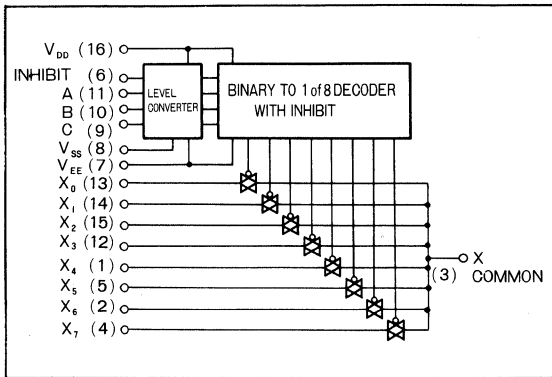 V_DD (16)
INHIBIT (6)
A (11)
B (10)
C (9)
V_SS (8)
V_EE (7)
X_0 (13)
X_1 (14)
X_2 (15)
X_3 (12)
X_4 (1)
X_5 (5)
X_6 (2)
X_7 (4)
LEVEL
CONVERTER
BINARY TO 1 of 8 DECODER
WITH INHIBIT
X
(3) COMMON